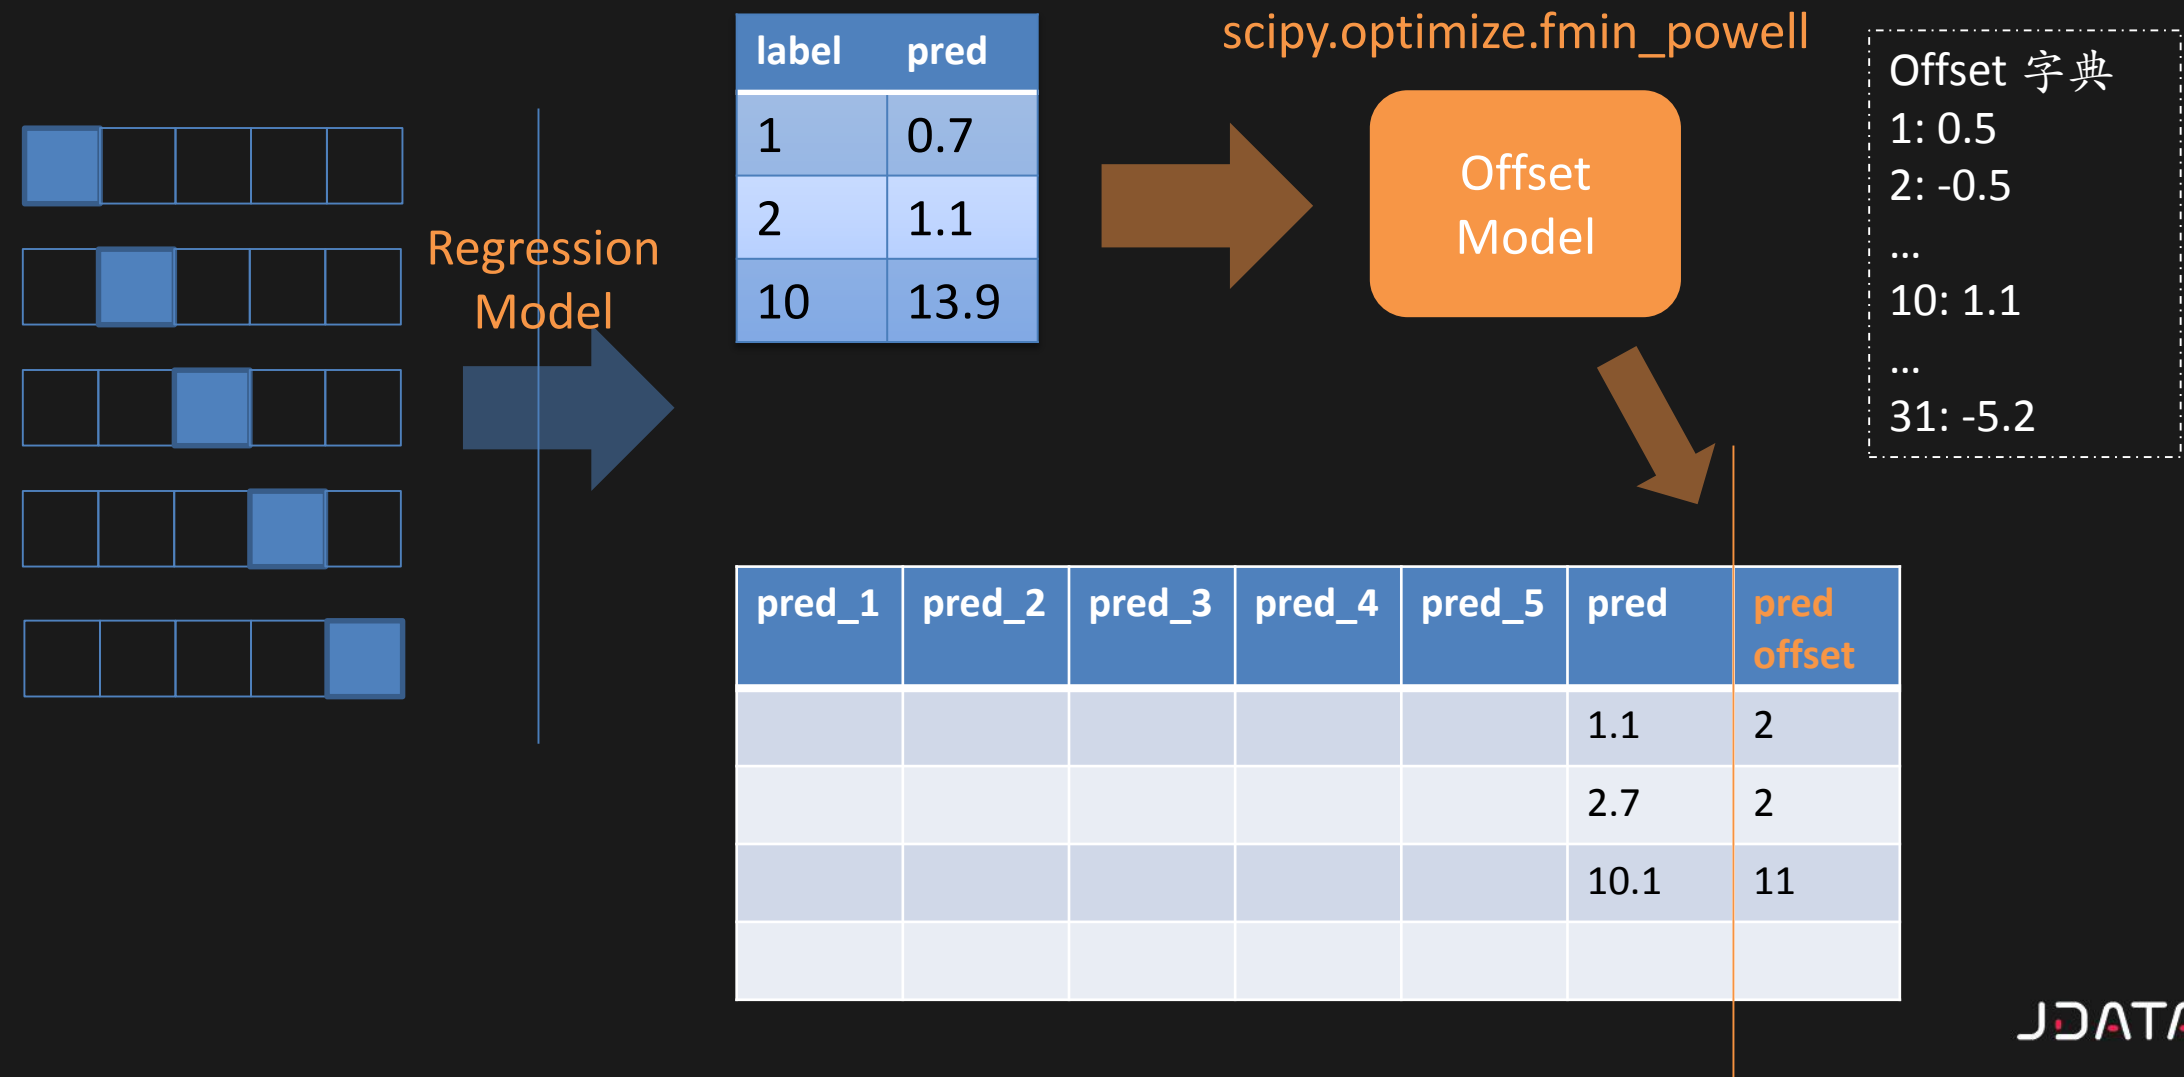 Regression
Model
label pred
1 0.7
2 1.1
10 13.9
scipy.optimize.fmin_powell
Offset
Model
Offset 字典
1: 0.5
2: -0.5
...
10: 1.1
...
31: -5.2
pred_1 pred_2 pred_3 pred_4 pred_5 pred pred
offset
1.1 2
2.7 2
10.1 11
JDATA